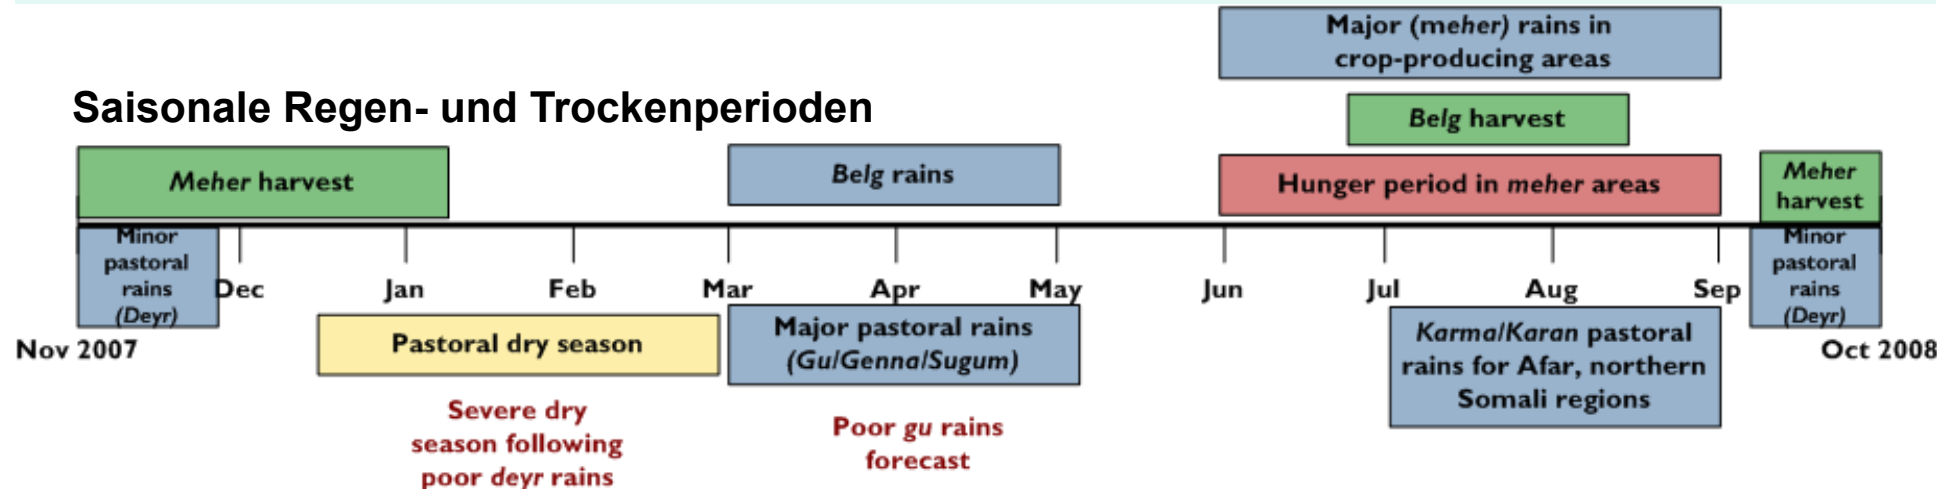 Major (meher) rains in
crop-producing areas
Saisonale Regen- und Trockenperioden
Belg harvest
Meher harvest
Belg rains
Hunger period in meher areas
Meher
harvest
Minor
pastoral
rains
(Deyr)
Dec
Jan
Feb
Mar
Apr
May
Jun
Jul
Aug
Sep
Minor
pastoral
rains
(Deyr)
Nov 2007
Oct 2008
Pastoral dry season
Major pastoral rains
(Gu/Genna/Sugum)
Karma/Karan pastoral
rains for Afar, northern
Somali regions
Severe dry
season following
poor deyr rains
Poor gu rains
forecast